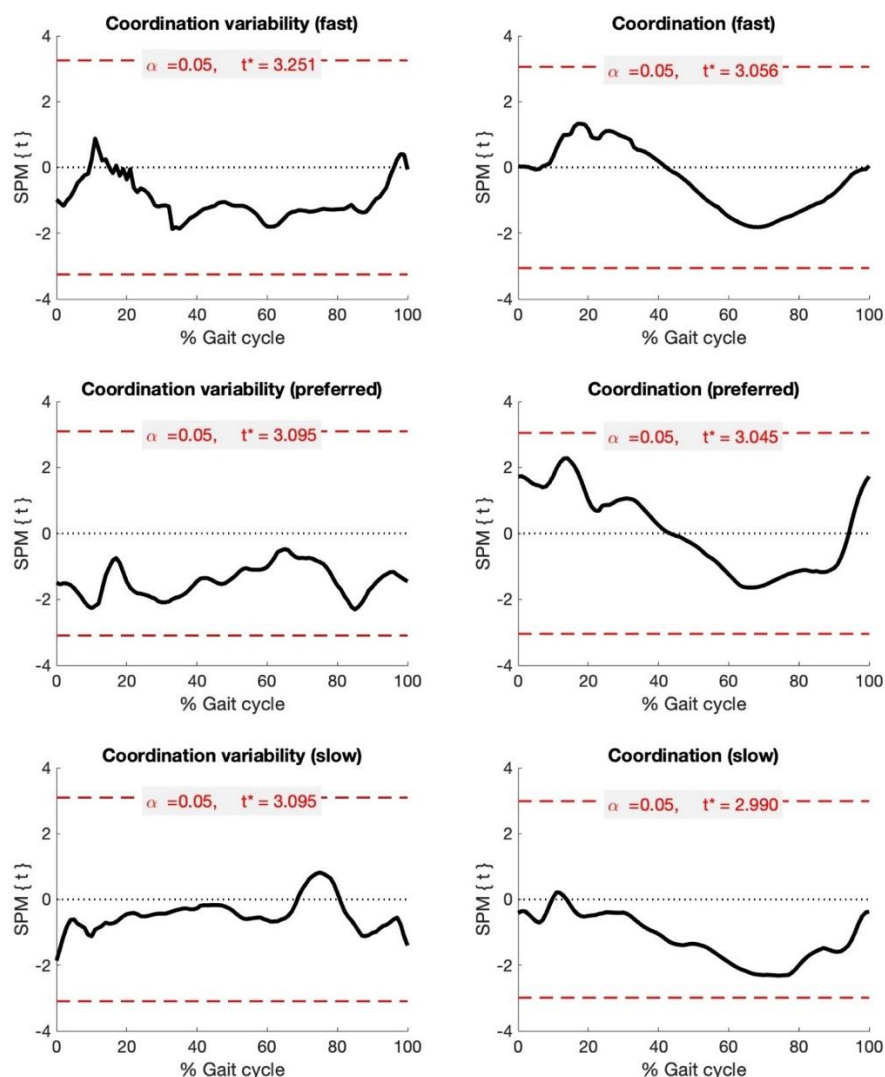 Coordination variability (fast)
4
2
0
-2
-4
SPM { t }
α =0.05, t* = 3.251
0 20 40 60 80 100
% Gait cycle
Coordination (fast)
4
2
0
-2
-4
SPM { t }
α =0.05, t* = 3.056
0 20 40 60 80 100
% Gait cycle
Coordination variability (preferred)
4
2
0
-2
-4
SPM { t }
α =0.05, t* = 3.095
0 20 40 60 80 100
% Gait cycle
Coordination (preferred)
4
2
0
-2
-4
SPM { t }
α =0.05, t* = 3.045
0 20 40 60 80 100
% Gait cycle
Coordination variability (slow)
4
2
0
-2
-4
SPM { t }
α =0.05, t* = 3.095
0 20 40 60 80 100
% Gait cycle
Coordination (slow)
4
2
0
-2
-4
SPM { t }
α =0.05, t* = 2.990
0 20 40 60 80 100
% Gait cycle